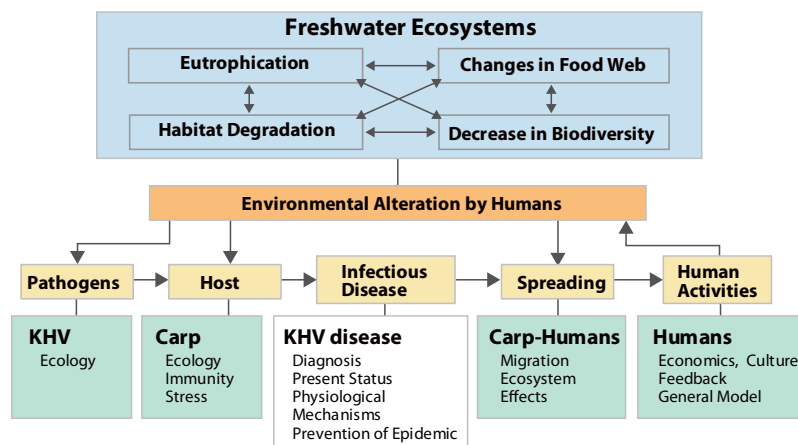 Freshwater Ecosystems
Eutrophication
Changes in Food Web
Habitat Degradation
Decrease in Biodiversity
Environmental Alteration by Humans
Pathogens
Host
Infectious
Disease
Spreading
Human
Activities
KHV
Ecology
Carp
Ecology
Immunity
Stress
KHV disease
Diagnosis
Present Status
Physiological
Mechanisms
Prevention of Epidemic
Carp-Humans
Migration
Ecosystem
Effects
Humans
Economics, Culture
Feedback
General Model